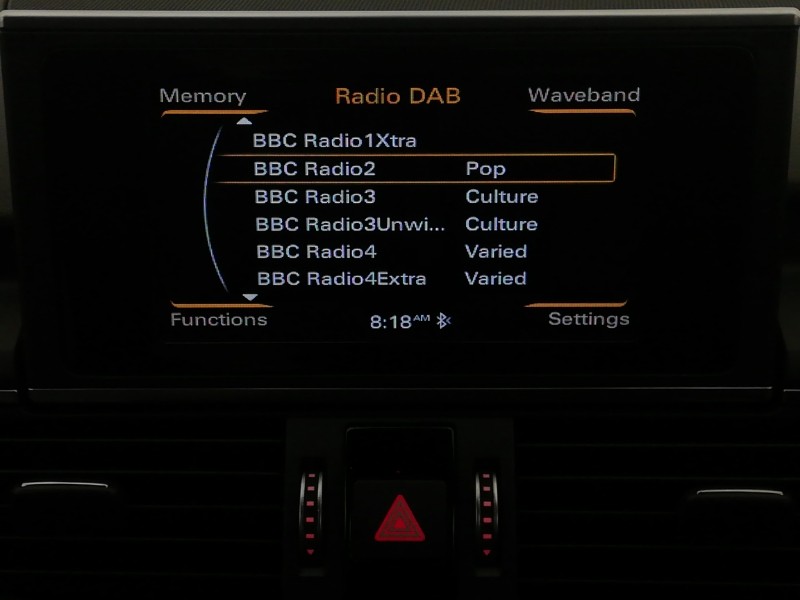 Memory Radio DAB Waveband
BBC Radio1Xtra
BBC Radio2 Pop
BBC Radio3 Culture
BBC Radio3Unwi... Culture
BBC Radio4 Varied
BBC Radio4Extra Varied
Functions 8:18AM Settings